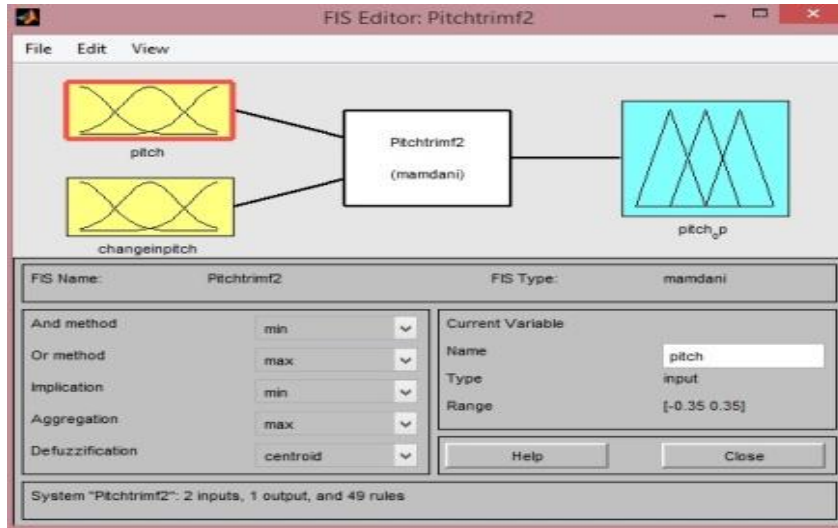 FIS Editor: Pitchtrimf2
File Edit View
pitch
changeinpitch
Pitchtrimf2
(mamdani)
pitchₒp
FIS Name: Pitchtrimf2 FIS Type: mamdani
And method min
Or method max
Implication min
Aggregation max
Defuzzification centroid
Current Variable
Name pitch
Type input
Range [-0.35 0.35]
Help Close
System "Pitchtrimf2": 2 inputs, 1 output, and 49 rules